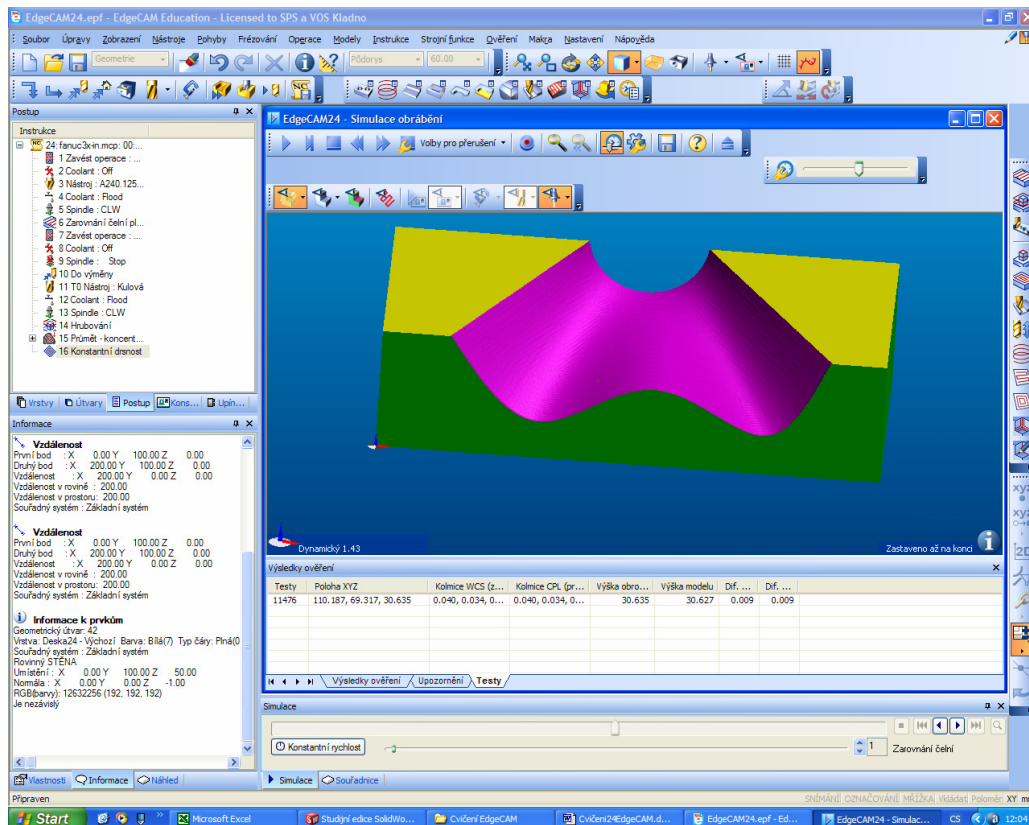 EdgeCAM24.epf - EdgeCAM Education - Licensed to SPS a VOS Kladno
Soubor Úpravy Zobrazení Nástroje Pohyby Frézování Operace Modely Instrukce Strojní funkce Ověření Makra Nastavení Nápověda
Geometrie Půdorys 60.00
Postup
Instrukce
24: fanuc3x-in.mcp: 00:...
1 Zavést operace : ...
2 Coolant : Off
3 Nástroj : A240.125...
4 Coolant : Flood
5 Spindle : CLW
6 Zarovnání čelní pl...
7 Zavést operace : ...
8 Coolant : Off
9 Spindle : Stop
10 Do výměny
11 T0 Nástroj : Kulová
12 Coolant : Flood
13 Spindle : CLW
14 Hrubování
15 Průmět - koncent...
16 Konstantní drsnost
Vrstvy Útvary Postup Kons... Upín...
Informace
Vzdálenost
První bod : X 0.00 Y 100.00 Z 0.00
Druhý bod : X 200.00 Y 100.00 Z 0.00
Vzdálenost : X 200.00 Y 0.00 Z 0.00
Vzdálenost v rovině : 200.00
Vzdálenost v prostoru: 200.00
Souřadný systém : Základní systém
Vzdálenost
První bod : X 0.00 Y 100.00 Z 0.00
Druhý bod : X 200.00 Y 100.00 Z 0.00
Vzdálenost : X 200.00 Y 0.00 Z 0.00
Vzdálenost v rovině : 200.00
Vzdálenost v prostoru: 200.00
Souřadný systém : Základní systém
Informace k prvkům
Geometrický útvar: 42
Vrstva: Deska24 - Výchozí Barva: Bílá(7) Typ čáry: Plná(0
Souřadný systém : Základní systém
Rovinný STĚNA
Umístění : X 0.00 Y 100.00 Z 50.00
Normála : X 0.00 Y 0.00 Z -1.00
RGB(barvy): 12632256 (192, 192, 192)
Je nezávislý
Vlastnosti Informace Náhled
EdgeCAM24 - Simulace obrábění
Volby pro přerušení
Dynamický 1.43
Zastaveno až na konci
Výsledky ověření
Testy Poloha XYZ Kolmice WCS (z... Kolmice CPL (pr... Výška obro... Výška modelu Dif. ... Dif. ...
11476 110.187, 69.317, 30.635 0.040, 0.034, 0... 0.040, 0.034, 0... 30.635 30.627 0.009 0.009
Výsledky ověření Upozornění Testy
Simulace
Konstantní rychlost 1 Zarovnání čelní
Simulace Souřadnice
Připraven SNÍMÁNÍ OZNAČOVÁNÍ MŘÍŽKA Vkládat Poloměr XY mm
Start Microsoft Excel Studijní edice SolidWo... Cvičení EdgeCAM Cvičeni24EdgeCAM.d... EdgeCAM24.epf - Ed... EdgeCAM24 - Simulac... CS 12:04